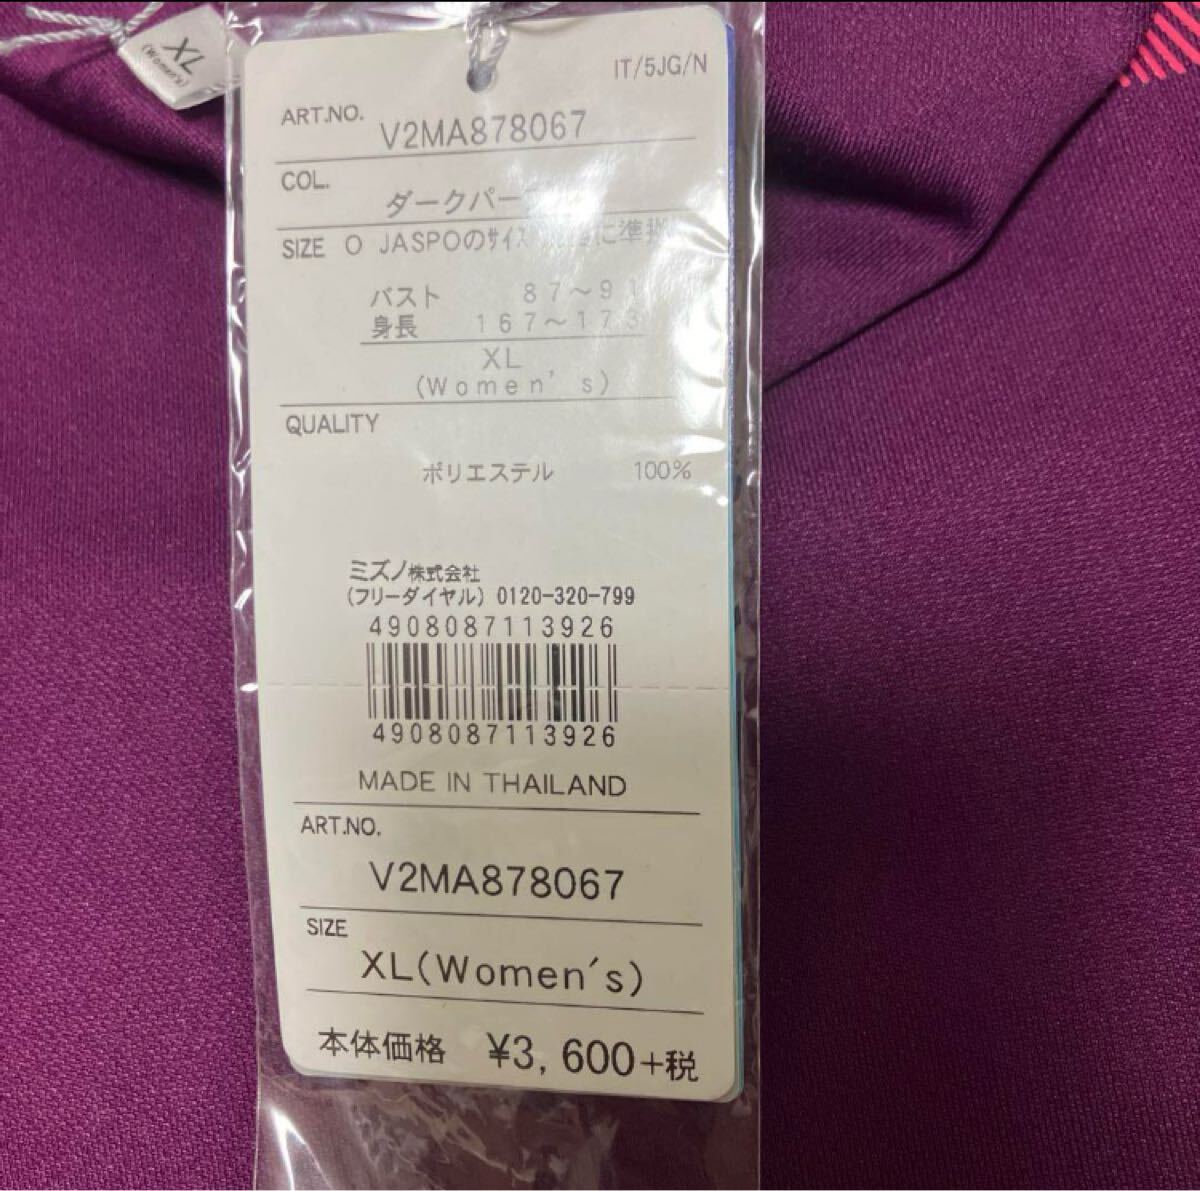 XL
(Women's)
IT/5JG/N
ART.NO. V2MA878067
COL. ダークパープル
SIZE O JASPOのサイズ に準拠
バスト 87~91
身長 167~173
XL
(Women's)
QUALITY
ポリエステル 100%
ミズノ株式会社
(フリーダイヤル) 0120-320-799
4908087113926
4908087113926
MADE IN THAILAND
ART.NO.
V2MA878067
SIZE
XL(Women's)
本体価格 ¥3,600+税